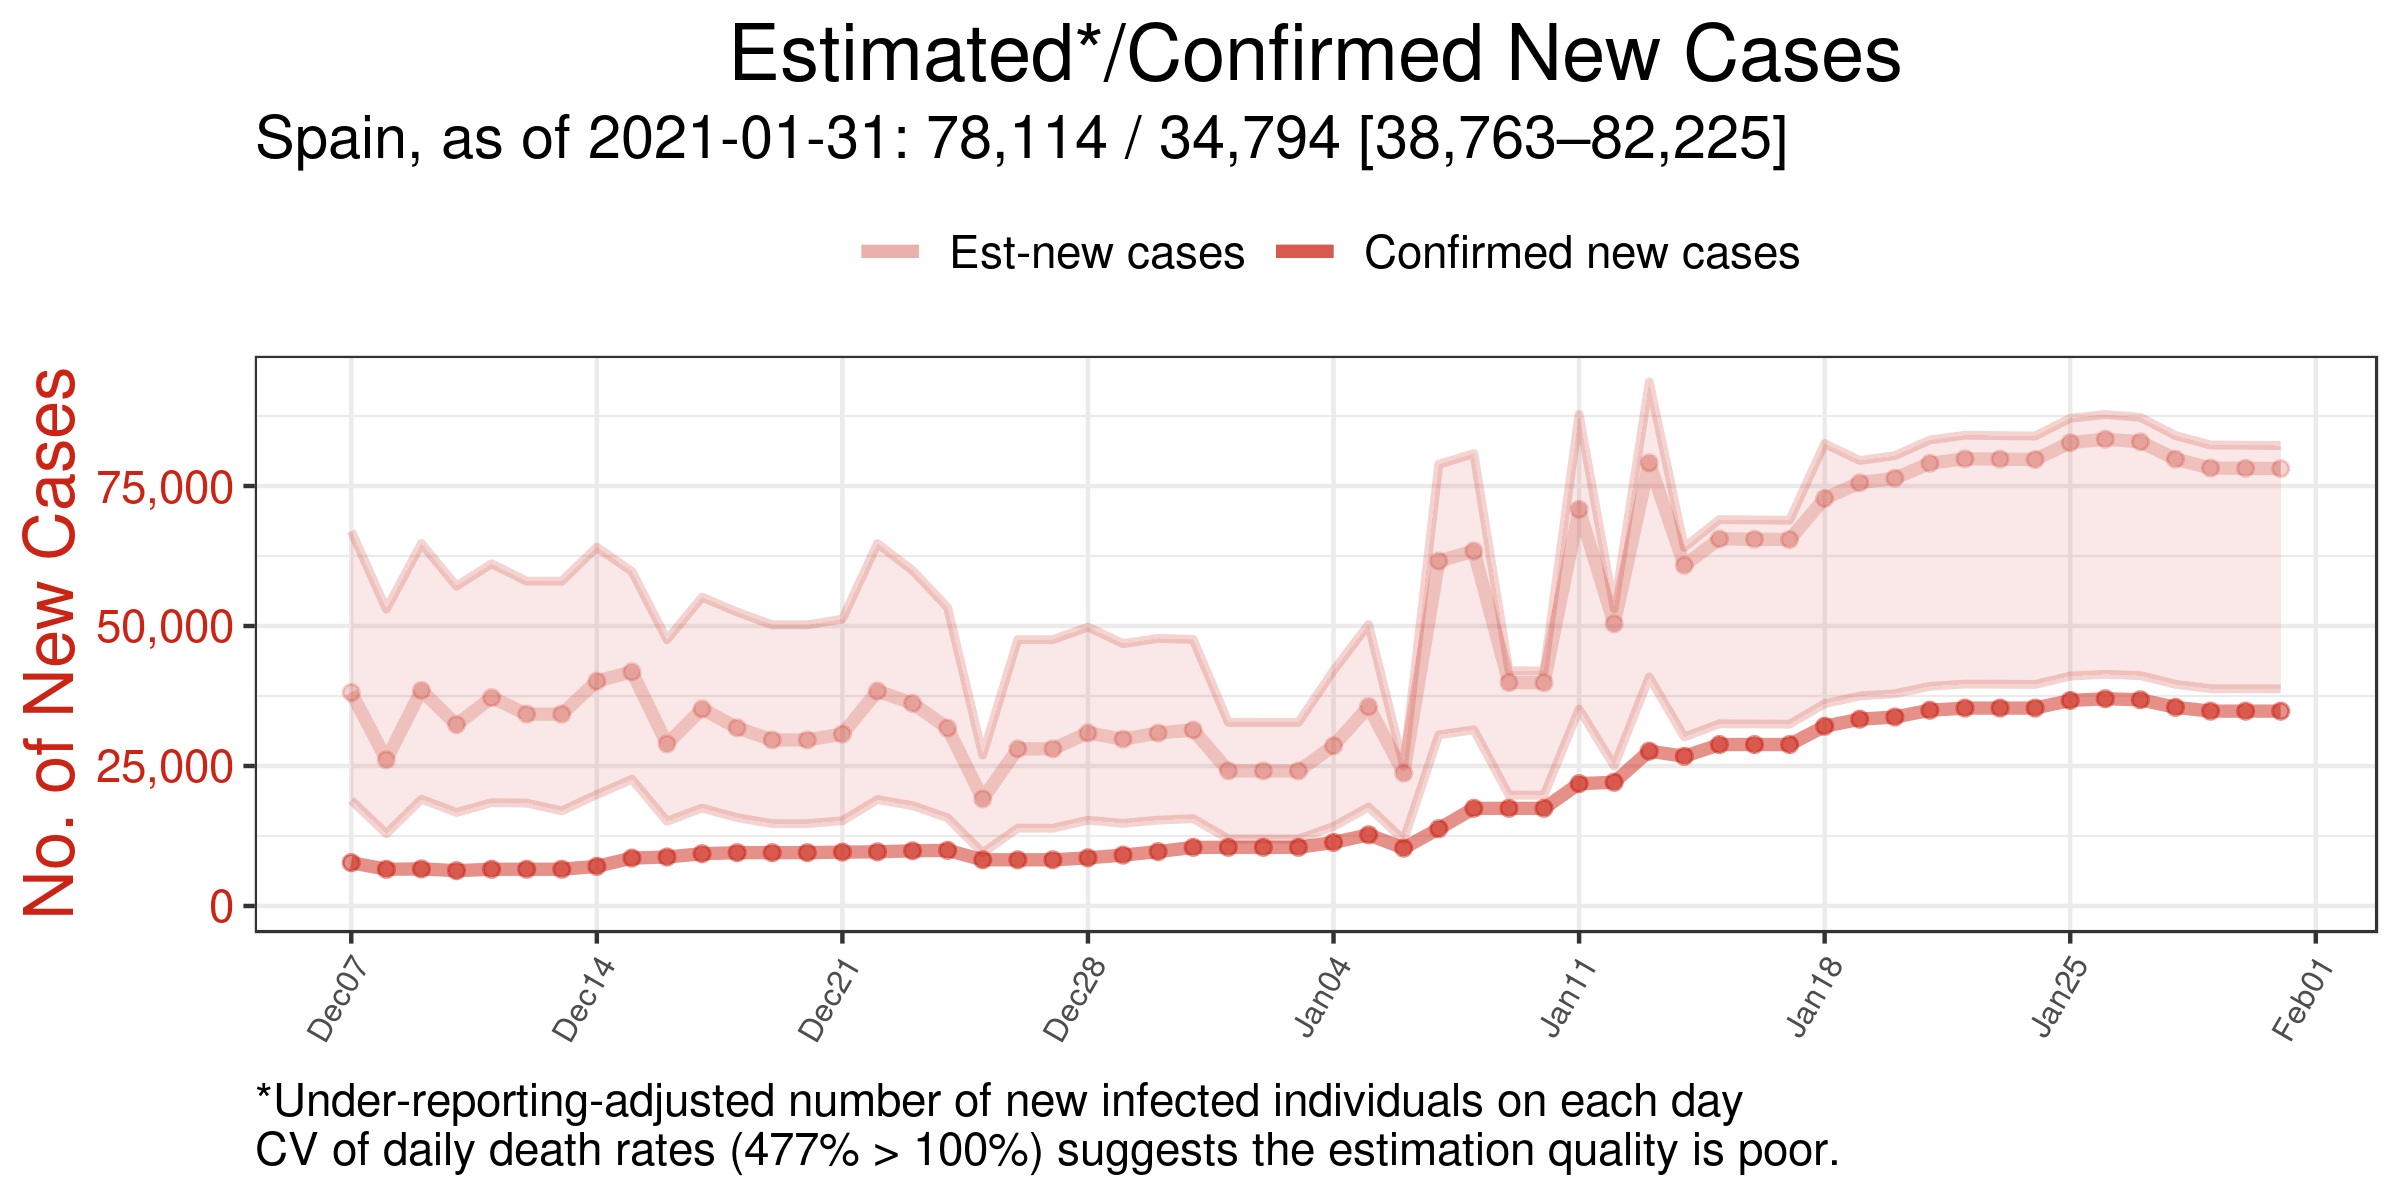 Estimated*/Confirmed New Cases
Spain, as of 2021-01-31: 78,114 / 34,794 [38,763–82,225]
Est-new cases
Confirmed new cases
No. of New Cases
75,000
50,000
25,000
0
Dec07
Dec14
Dec21
Dec28
Jan04
Jan11
Jan18
Jan25
Feb01
*Under-reporting-adjusted number of new infected individuals on each day
CV of daily death rates (477% > 100%) suggests the estimation quality is poor.